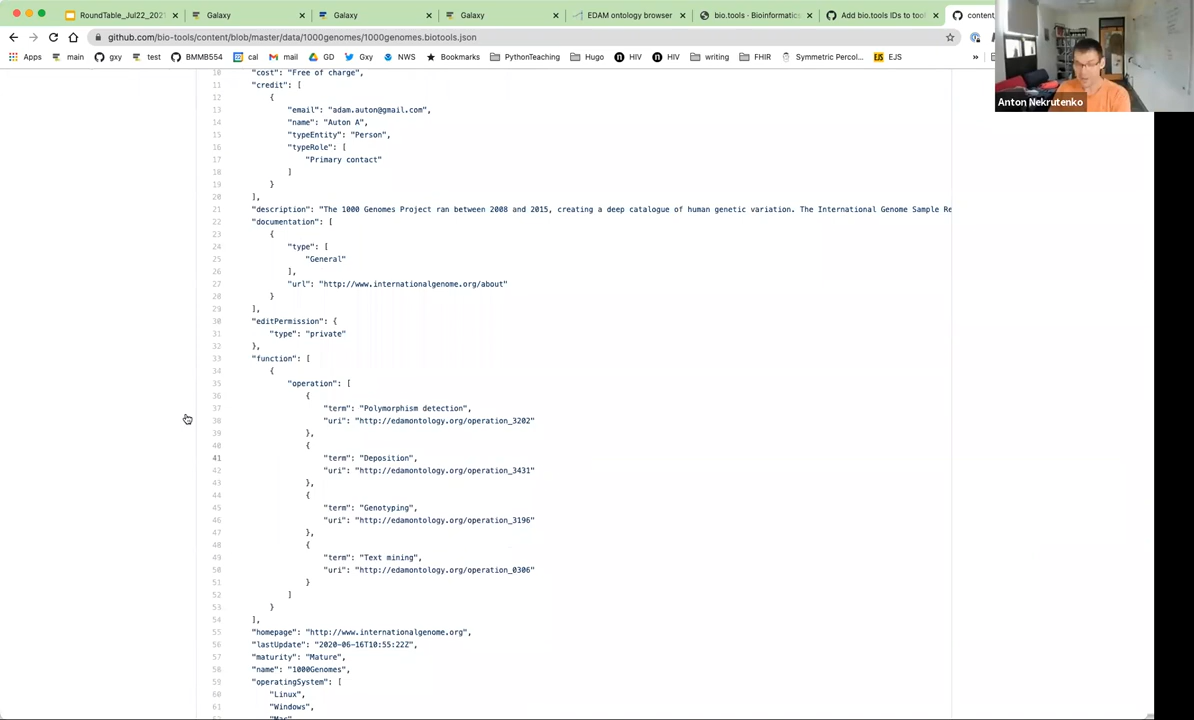 RoundTable_Jul22_202
Galaxy
Galaxy
Galaxy
EDAM ontology browser
bio.tools - Bioinformatics
Add bio.tools IDs to tool
content
github.com/bio-tools/content/blob/master/data/1000genomes/1000genomes.biotools.json
Apps
main
gxy
test
BMMB554
cal
mail
GD
Gxy
NWS
Bookmarks
PythonTeaching
Hugo
HIV
HIV
writing
FHIR
Symmetric Percol...
EJS
»
Anton Nekrutenko
10 "cost": "Free of charge",
11 "credit": [
12 {
13 "email": "adam.auton@gmail.com",
14 "name": "Auton A",
15 "typeEntity": "Person",
16 "typeRole": [
17 "Primary contact"
18 ]
19 }
20 ],
21 "description": "The 1000 Genomes Project ran between 2008 and 2015, creating a deep catalogue of human genetic variation. The International Genome Sample Re
22 "documentation": [
23 {
24 "type": [
25 "General"
26 ],
27 "url": "http://www.internationalgenome.org/about"
28 }
29 ],
30 "editPermission": {
31 "type": "private"
32 },
33 "function": [
34 {
35 "operation": [
36 {
37 "term": "Polymorphism detection",
38 "uri": "http://edamontology.org/operation_3202"
39 },
40 {
41 "term": "Deposition",
42 "uri": "http://edamontology.org/operation_3431"
43 },
44 {
45 "term": "Genotyping",
46 "uri": "http://edamontology.org/operation_3196"
47 },
48 {
49 "term": "Text mining",
50 "uri": "http://edamontology.org/operation_0306"
51 }
52 ]
53 }
54 ],
55 "homepage": "http://www.internationalgenome.org",
56 "lastUpdate": "2020-06-16T10:55:22Z",
57 "maturity": "Mature",
58 "name": "1000Genomes",
59 "operatingSystem": [
60 "Linux",
61 "Windows",
"Mac"